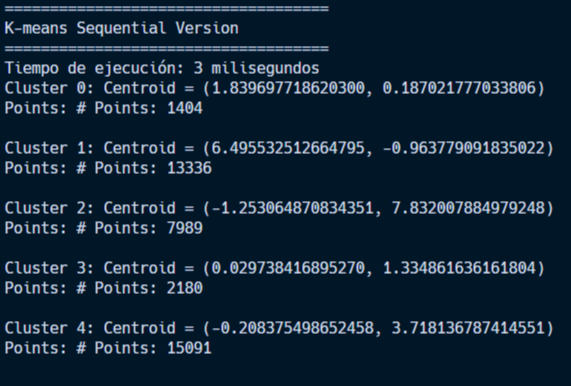 ====================================
K-means Sequential Version
====================================
Tiempo de ejecución: 3 milisegundos
Cluster 0: Centroid = (1.839697718620300, 0.187021777033806)
Points: # Points: 1404
Cluster 1: Centroid = (6.495532512664795, -0.963779091835022)
Points: # Points: 13336
Cluster 2: Centroid = (-1.253064870834351, 7.832007884979248)
Points: # Points: 7989
Cluster 3: Centroid = (0.029738416895270, 1.334861636161804)
Points: # Points: 2180
Cluster 4: Centroid = (-0.208375498652458, 3.718136787414551)
Points: # Points: 15091